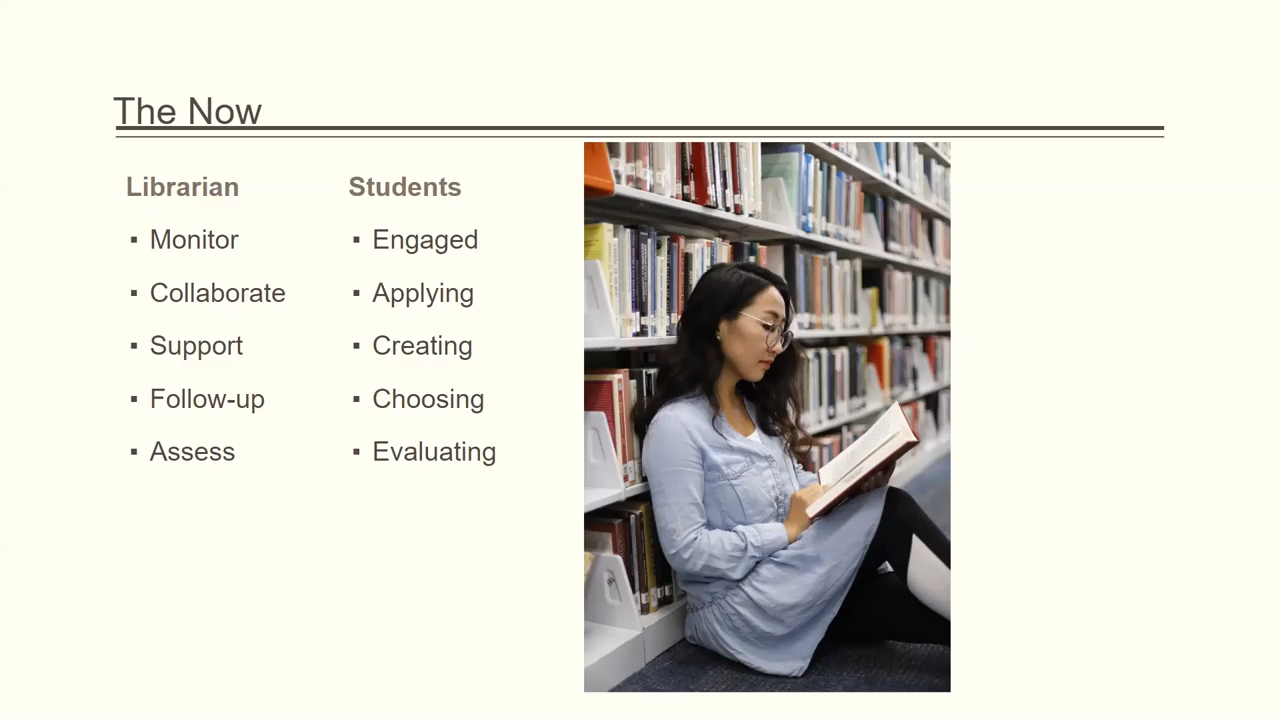 The Now
Librarian
▪ Monitor
▪ Collaborate
▪ Support
▪ Follow-up
▪ Assess
Students
▪ Engaged
▪ Applying
▪ Creating
▪ Choosing
▪ Evaluating